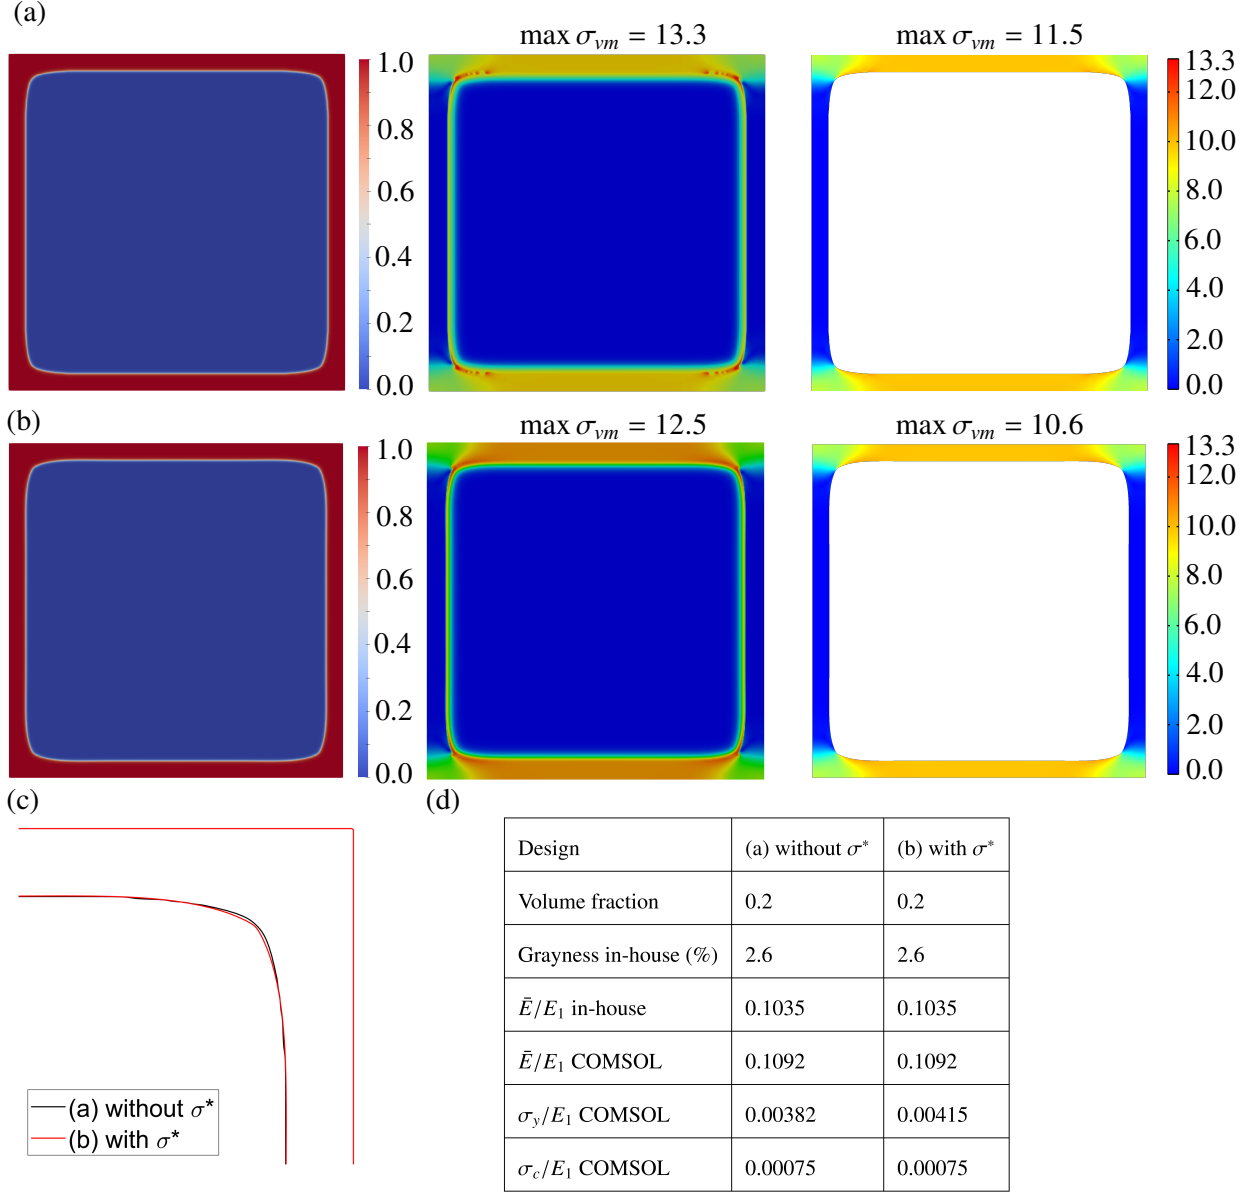 (a)
max σvm = 13.3
max σvm = 11.5
1.0
0.8
0.6
0.4
0.2
0.0
13.3
12.0
10.0
8.0
6.0
4.0
2.0
0.0
(b)
max σvm = 12.5
max σvm = 10.6
1.0
0.8
0.6
0.4
0.2
0.0
13.3
12.0
10.0
8.0
6.0
4.0
2.0
0.0
(c)
(a) without σ*
(b) with σ*
(d)
Design (a) without σ* (b) with σ*
Volume fraction 0.2 0.2
Grayness in-house (%) 2.6 2.6
Ē/E₁ in-house 0.1035 0.1035
Ē/E₁ COMSOL 0.1092 0.1092
σy/E₁ COMSOL 0.00382 0.00415
σc/E₁ COMSOL 0.00075 0.00075